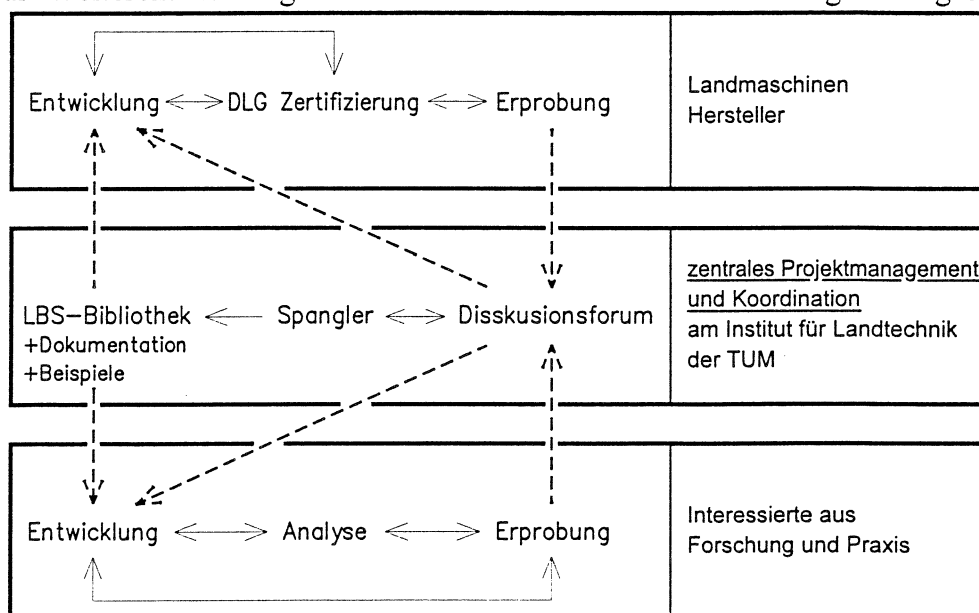 Entwicklung DLG Zertifizierung Erprobung
Landmaschinen
Hersteller
LBS-Bibliothek Spangler Disskusionsforum
+Dokumentation
+Beispiele
zentrales Projektmanagement
und Koordination
am Institut für Landtechnik
der TUM
Entwicklung Analyse Erprobung
Interessierte aus
Forschung und Praxis